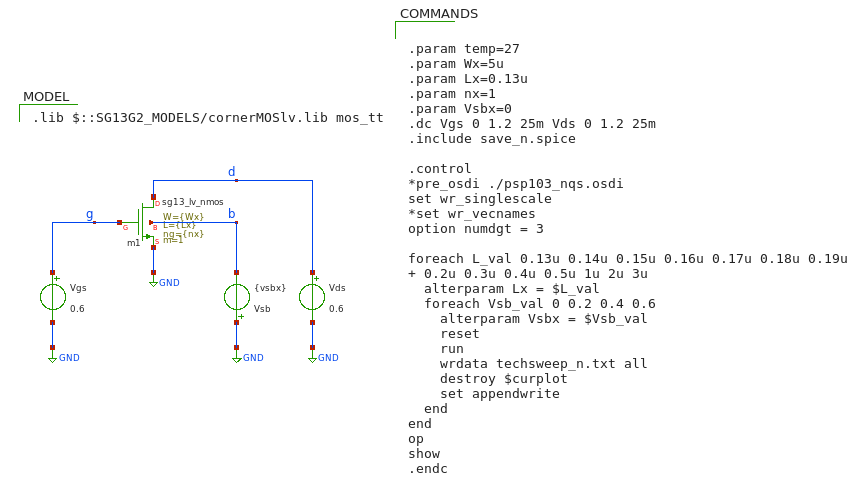 COMMANDS
.param temp=27
.param Wx=5u
.param Lx=0.13u
.param nx=1
.param Vsbx=0
.dc Vgs 0 1.2 25m Vds 0 1.2 25m
.include save_n.spice
.control
*pre_osdi ./psp103_nqs.osdi
set wr_singlescale
*set wr_vecnames
option numdgt = 3
foreach L_val 0.13u 0.14u 0.15u 0.16u 0.17u 0.18u 0.19u
+ 0.2u 0.3u 0.4u 0.5u 1u 2u 3u
alterparam Lx = $L_val
foreach Vsb_val 0 0.2 0.4 0.6
alterparam Vsbx = $Vsb_val
reset
run
wrdata techsweep_n.txt all
destroy $curplot
set appendwrite
end
end
op
show
.endc
MODEL
.lib $::SG13G2_MODELS/cornerMOSlv.lib mos_tt
d
D
sg13_lv_nmos
g
b
W={Wx}
L={Lx}
ng={nx}
m=1
G
B
S
m1
GND
Vgs
0.6
GND
{vsbx}
Vsb
GND
Vds
0.6
GND